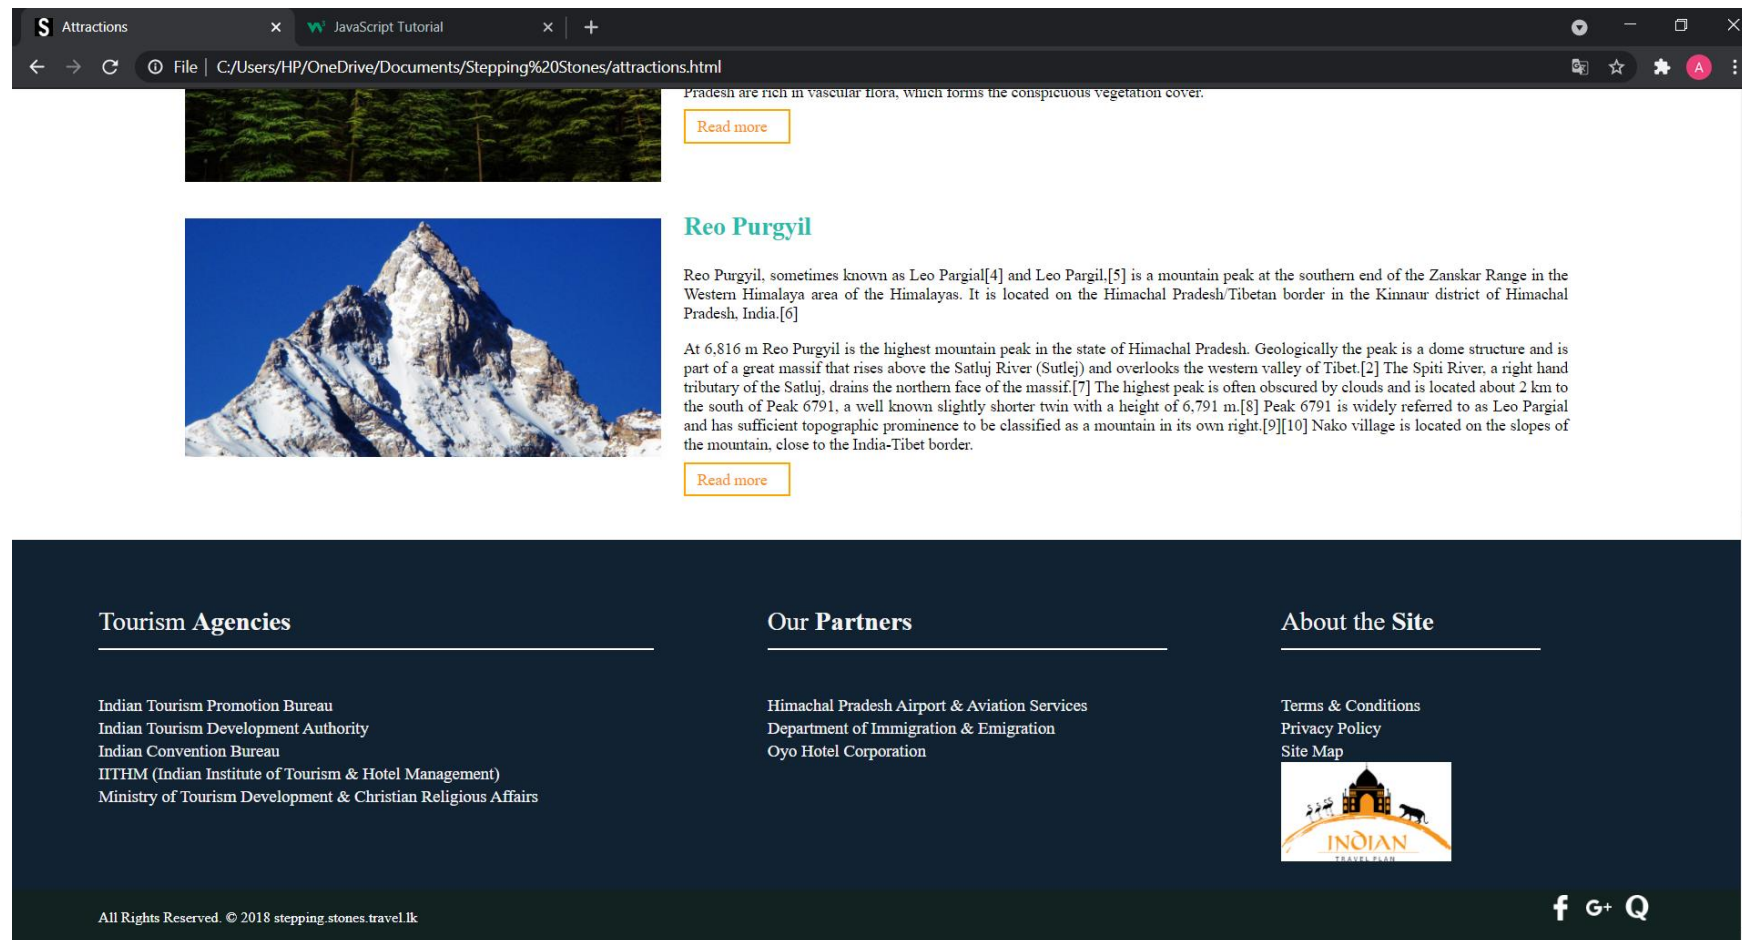 Attractions
JavaScript Tutorial
File | C:/Users/HP/OneDrive/Documents/Stepping%20Stones/attractions.html
A
Pradesh are rich in vascular flora, which forms the conspicuous vegetation cover.
Read more
Reo Purgyil
Reo Purgyil, sometimes known as Leo Pargial[4] and Leo Pargil,[5] is a mountain peak at the southern end of the Zanskar Range in the
Western Himalaya area of the Himalayas. It is located on the Himachal Pradesh/Tibetan border in the Kinnaur district of Himachal
Pradesh, India.[6]
At 6,816 m Reo Purgyil is the highest mountain peak in the state of Himachal Pradesh. Geologically the peak is a dome structure and is
part of a great massif that rises above the Satluj River (Sutlej) and overlooks the western valley of Tibet.[2] The Spiti River, a right hand
tributary of the Satluj, drains the northern face of the massif.[7] The highest peak is often obscured by clouds and is located about 2 km to
the south of Peak 6791, a well known slightly shorter twin with a height of 6,791 m.[8] Peak 6791 is widely referred to as Leo Pargial
and has sufficient topographic prominence to be classified as a mountain in its own right.[9][10] Nako village is located on the slopes of
the mountain, close to the India-Tibet border.
Read more
Tourism Agencies
Indian Tourism Promotion Bureau
Indian Tourism Development Authority
Indian Convention Bureau
IITHM (Indian Institute of Tourism & Hotel Management)
Ministry of Tourism Development & Christian Religious Affairs
Our Partners
Himachal Pradesh Airport & Aviation Services
Department of Immigration & Emigration
Oyo Hotel Corporation
About the Site
Terms & Conditions
Privacy Policy
Site Map
INDIAN
TRAVEL PLAN
All Rights Reserved. © 2018 stepping.stones.travel.lk
f G+ Q